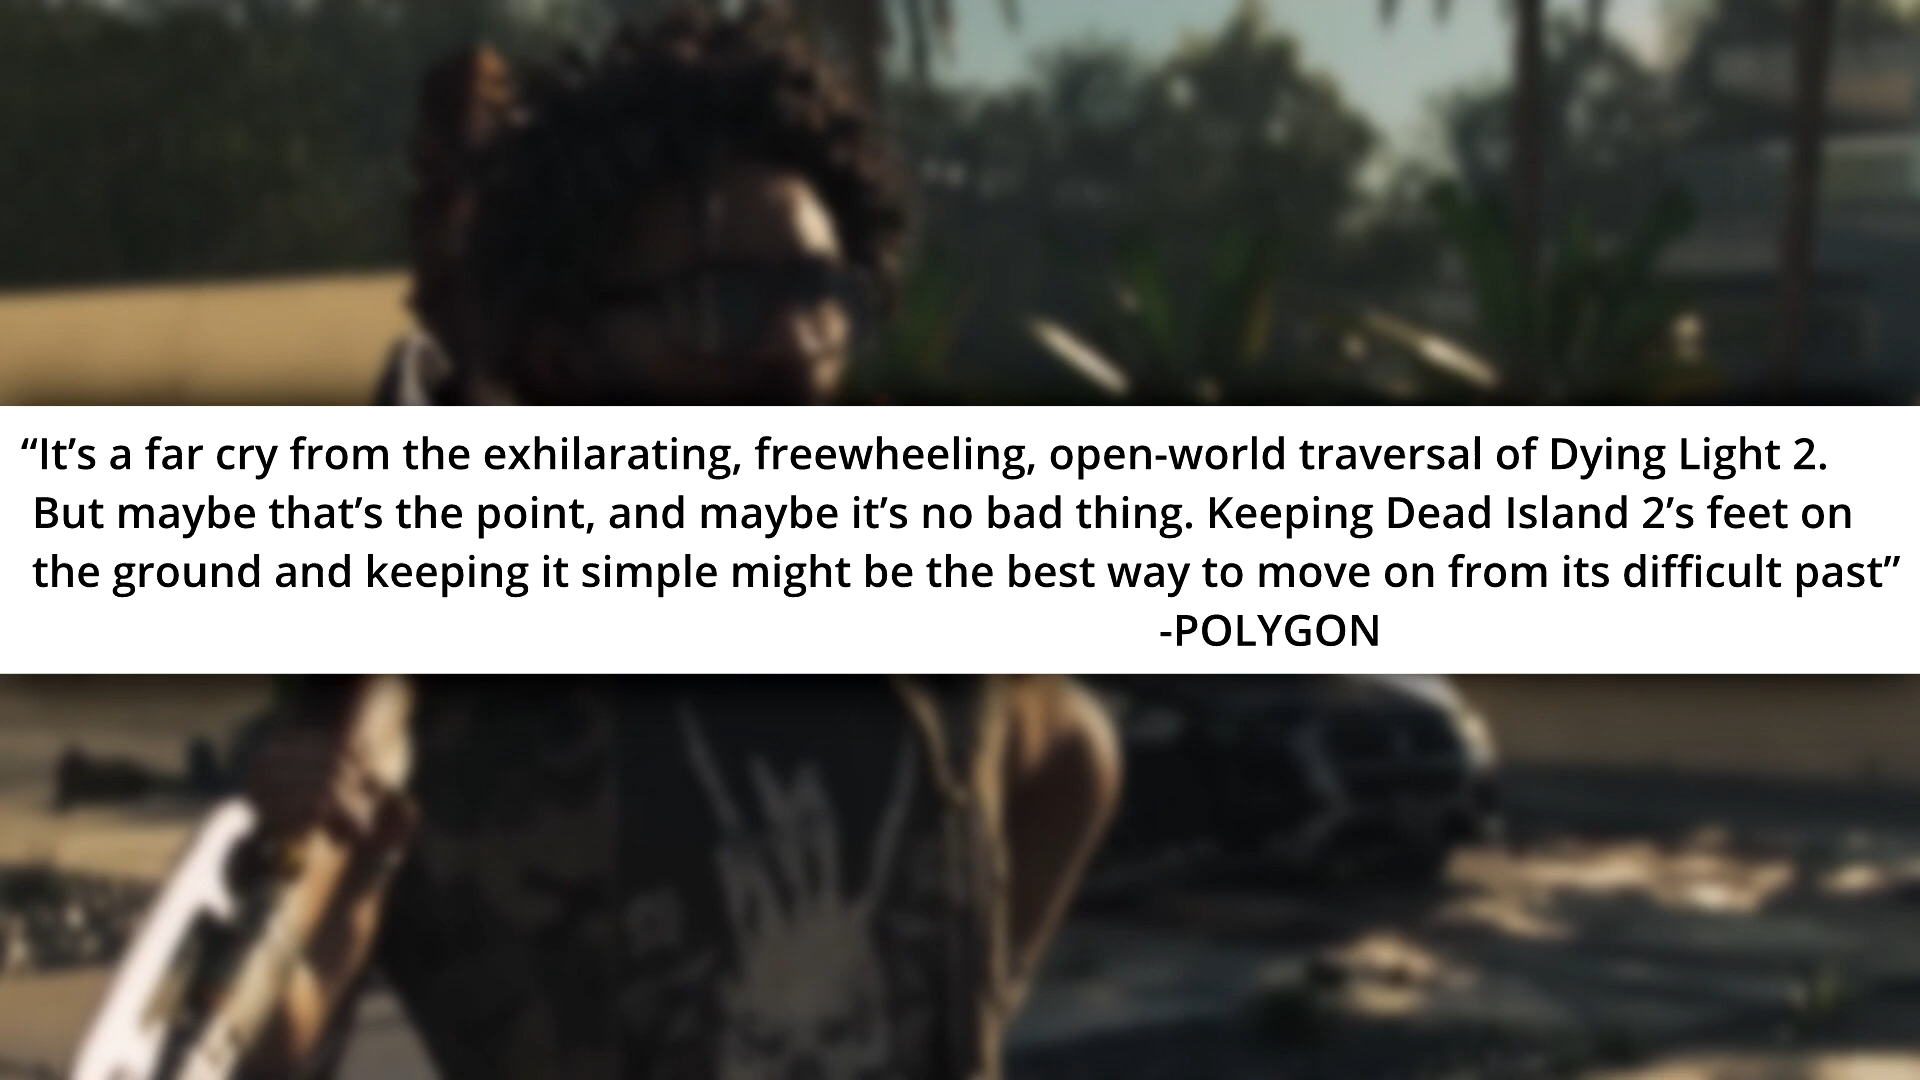 “It’s a far cry from the exhilarating, freewheeling, open-world traversal of Dying Light 2.
But maybe that’s the point, and maybe it’s no bad thing. Keeping Dead Island 2’s feet on
the ground and keeping it simple might be the best way to move on from its difficult past”
-POLYGON